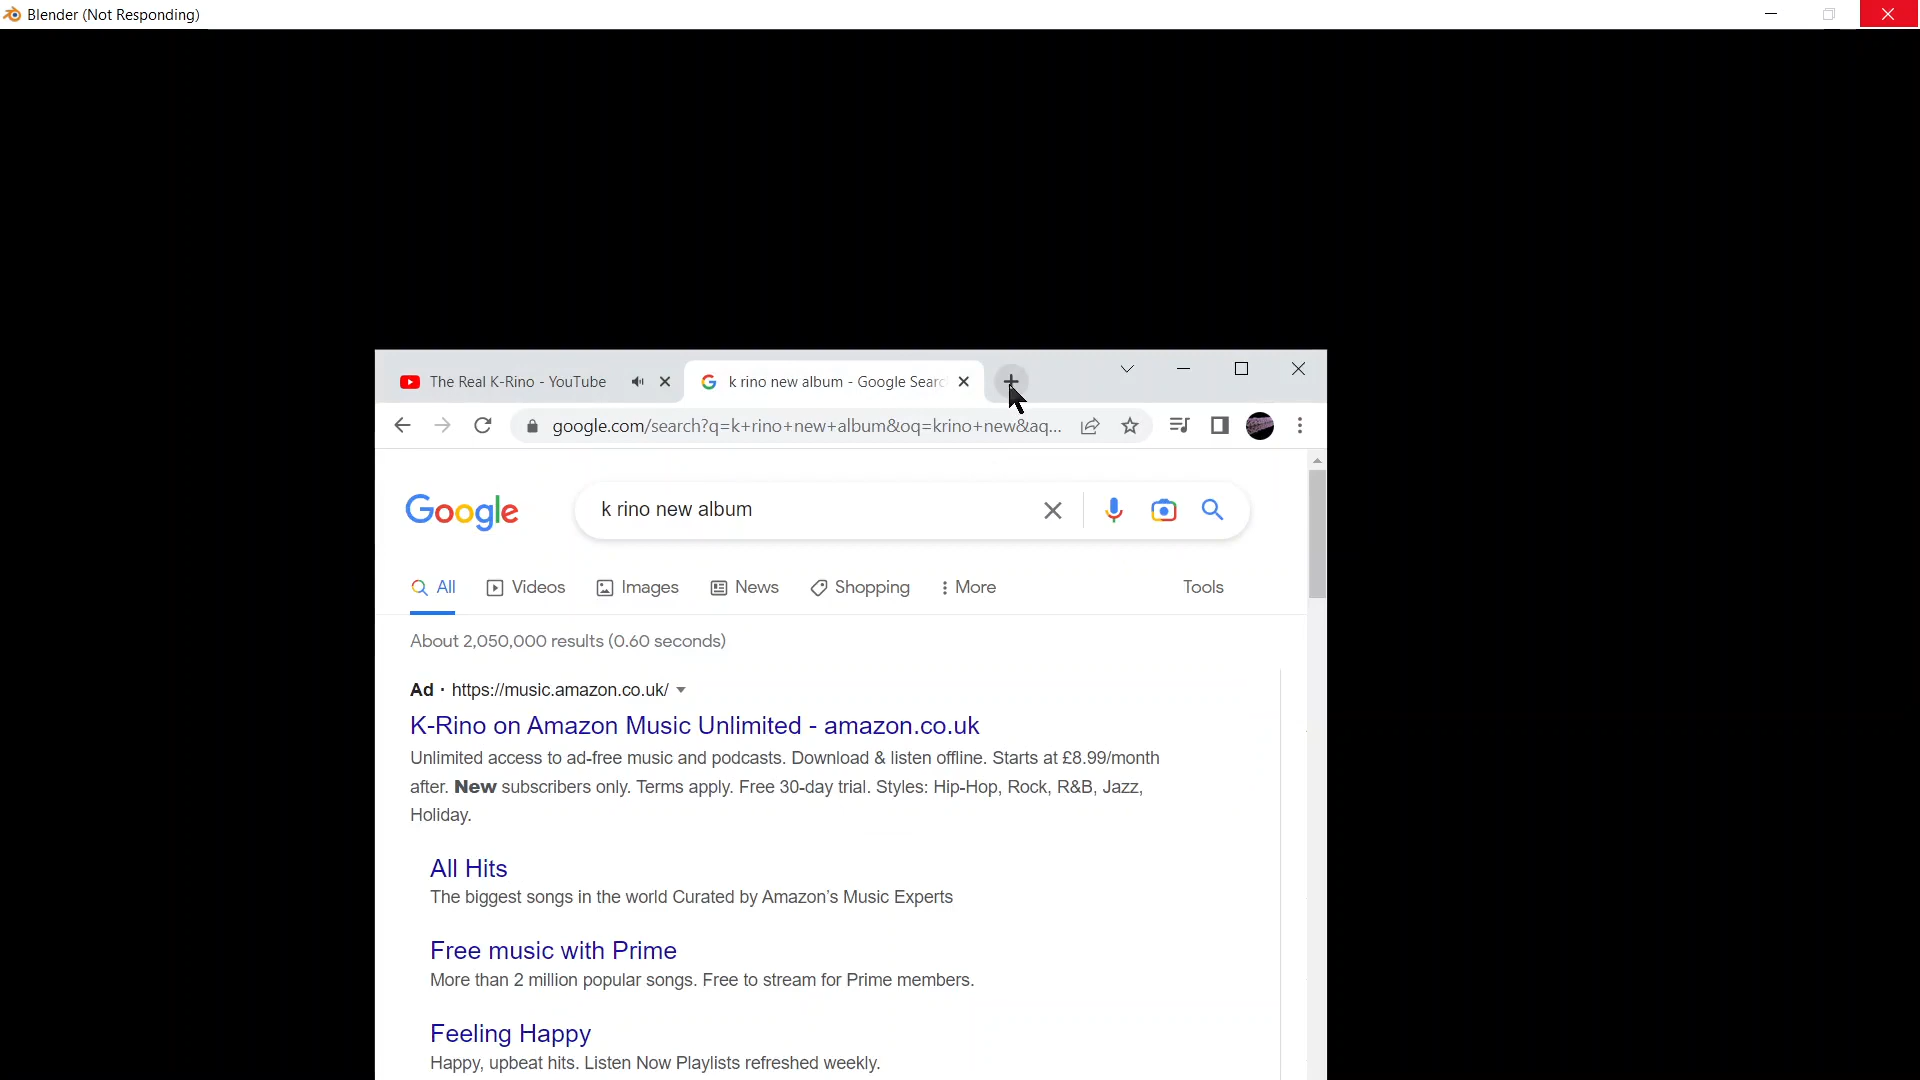 Blender (Not Responding)
The Real K-Rino - YouTube
k rino new album - Google Searc
google.com/search?q=k+rino+new+album&oq=krino+new&aq...
Google
k rino new album
All Videos Images News Shopping More Tools
About 2,050,000 results (0.60 seconds)
Ad · https://music.amazon.co.uk/
K-Rino on Amazon Music Unlimited - amazon.co.uk
Unlimited access to ad-free music and podcasts. Download & listen offline. Starts at £8.99/month
after. New subscribers only. Terms apply. Free 30-day trial. Styles: Hip-Hop, Rock, R&B, Jazz,
Holiday.
All Hits
The biggest songs in the world Curated by Amazon's Music Experts
Free music with Prime
More than 2 million popular songs. Free to stream for Prime members.
Feeling Happy
Happy, upbeat hits. Listen Now Playlists refreshed weekly.